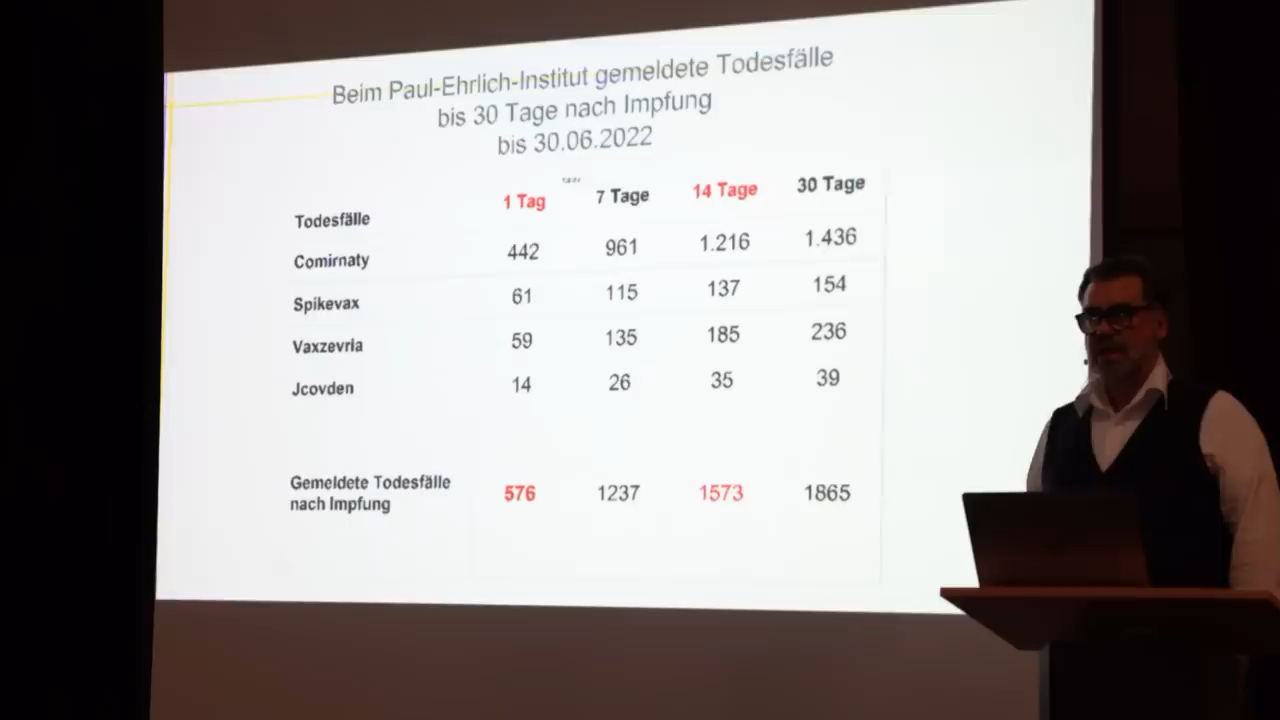 Beim Paul-Ehrlich-Institut gemeldete Todesfälle
bis 30 Tage nach Impfung
bis 30.06.2022
Todesfälle 1 Tag 7 Tage 14 Tage 30 Tage
Comirnaty 442 961 1.216 1.436
Spikevax 61 115 137 154
Vaxzevria 59 135 185 236
Jcovden 14 26 35 39
Gemeldete Todesfälle
nach Impfung 576 1237 1573 1865